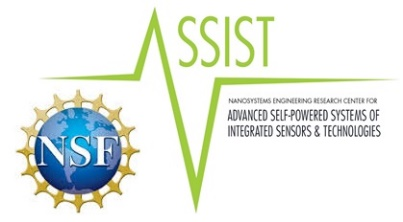 ASSIST
NANOSYSTEMS ENGINEERING RESEARCH CENTER FOR
ADVANCED SELF-POWERED SYSTEMS OF
INTEGRATED SENSORS & TECHNOLOGIES
NSF